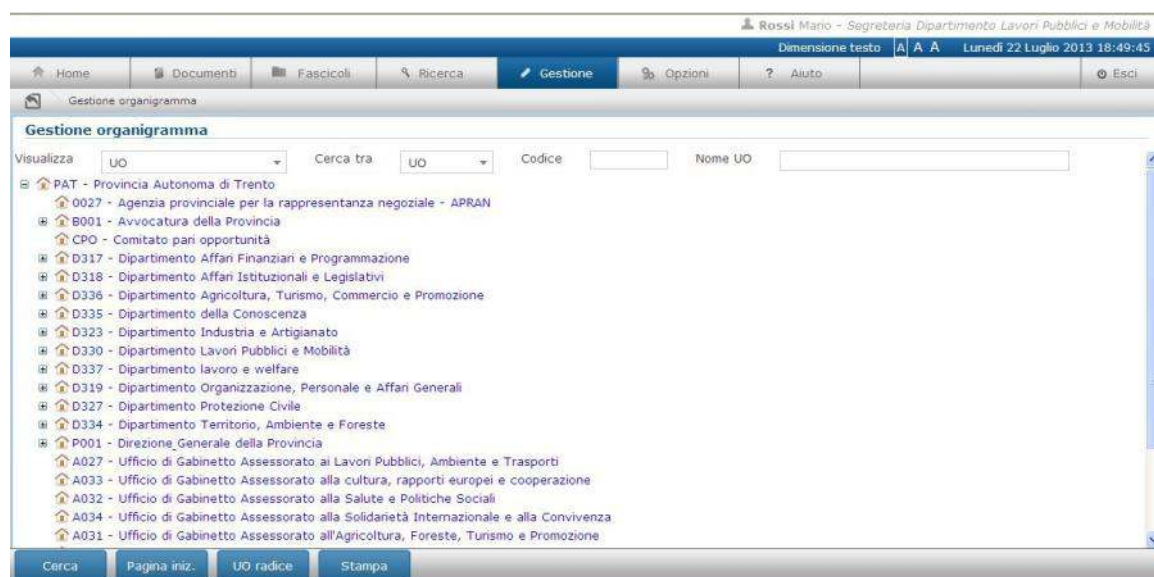 Rossi Mario - Segreteria Dipartimento Lavori Pubblici e Mobilità
Dimensione testo A A A Lunedì 22 Luglio 2013 18:49:45
Home Documenti Fascicoli Ricerca Gestione Opzioni ? Aiuto Esci
Gestione organigramma
Gestione organigramma
Visualizza UO Cerca tra UO Codice Nome UO
PAT - Provincia Autonoma di Trento
0027 - Agenzia provinciale per la rappresentanza negoziale - APRAN
B001 - Avvocatura della Provincia
CPO - Comitato pari opportunità
D317 - Dipartimento Affari Finanziari e Programmazione
D318 - Dipartimento Affari Istituzionali e Legislativi
D336 - Dipartimento Agricoltura, Turismo, Commercio e Promozione
D335 - Dipartimento della Conoscenza
D323 - Dipartimento Industria e Artigianato
D330 - Dipartimento Lavori Pubblici e Mobilità
D337 - Dipartimento lavoro e welfare
D319 - Dipartimento Organizzazione, Personale e Affari Generali
D327 - Dipartimento Protezione Civile
D334 - Dipartimento Territorio, Ambiente e Foreste
P001 - Direzione_Generale della Provincia
A027 - Ufficio di Gabinetto Assessorato ai Lavori Pubblici, Ambiente e Trasporti
A033 - Ufficio di Gabinetto Assessorato alla cultura, rapporti europei e cooperazione
A032 - Ufficio di Gabinetto Assessorato alla Salute e Politiche Sociali
A034 - Ufficio di Gabinetto Assessorato alla Solidarietà Internazionale e alla Convivenza
A031 - Ufficio di Gabinetto Assessorato all'Agricoltura, Foreste, Turismo e Promozione
Cerca Pagina iniz. UO radice Stampa